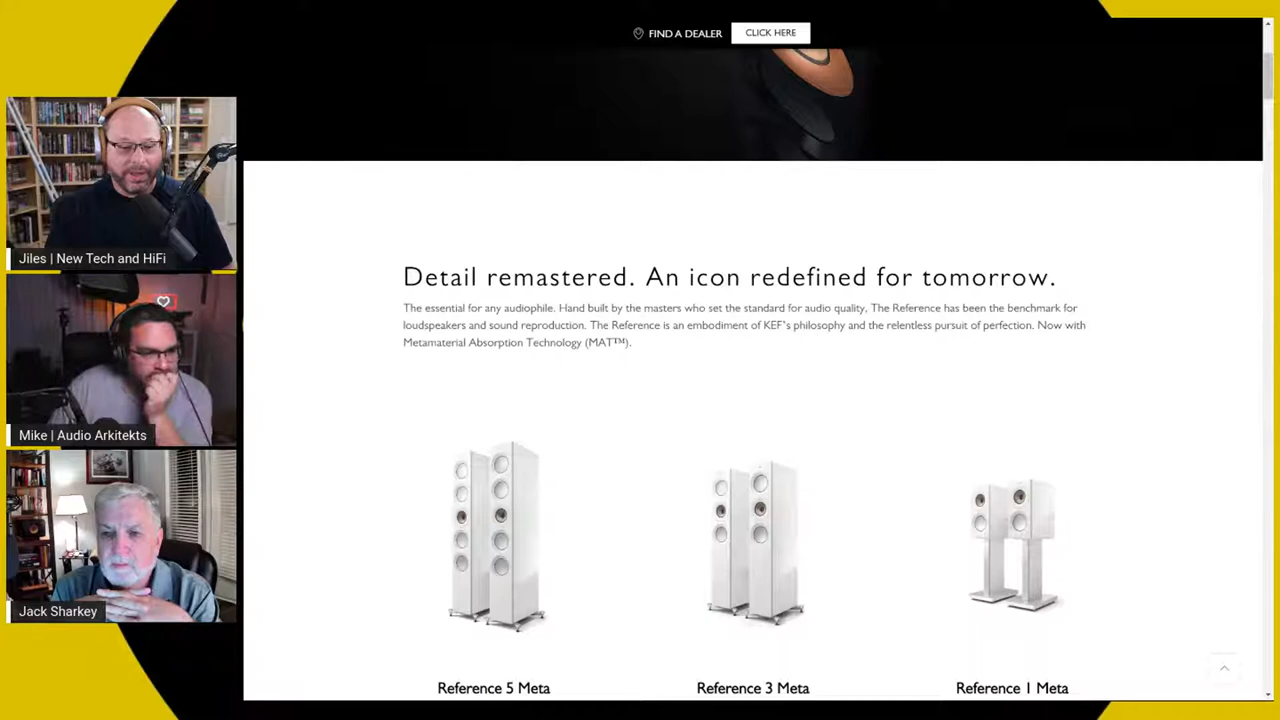 FIND A DEALER
CLICK HERE
Jiles | New Tech and HiFi
Mike | Audio Arkitekts
Jack Sharkey
Detail remastered. An icon redefined for tomorrow.
The essential for any audiophile. Hand built by the masters who set the standard for audio quality, The Reference has been the benchmark for
loudspeakers and sound reproduction. The Reference is an embodiment of KEF's philosophy and the relentless pursuit of perfection. Now with
Metamaterial Absorption Technology (MAT™).
Reference 5 Meta
Reference 3 Meta
Reference 1 Meta